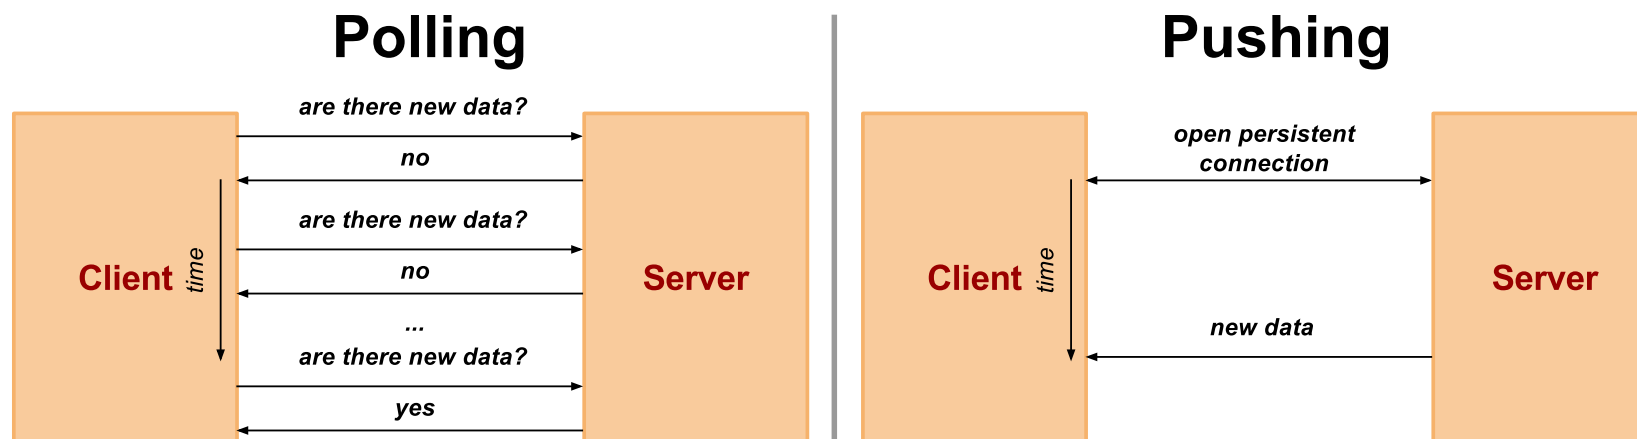 Polling
are there new data?
no
are there new data?
no
...
are there new data?
yes
Client
time
Server
Pushing
open persistent
connection
new data
Client
time
Server